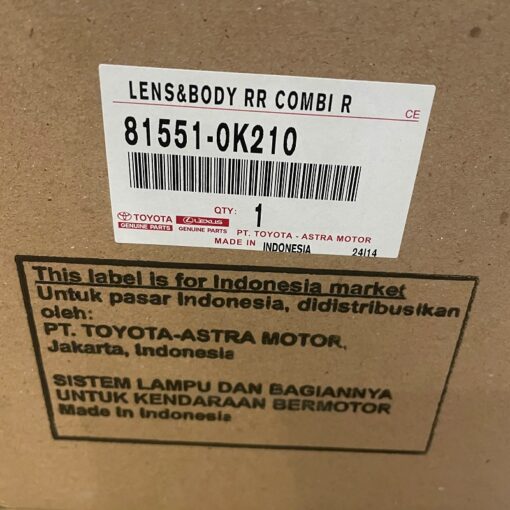 LENS&BODY RR COMBI R
CE
81551-0K210
QTY: 1
TOYOTA
GENUINE PARTS
LEXUS
GENUINE PARTS
PT. TOYOTA - ASTRA MOTOR
MADE IN INDONESIA
24I14
This label is for Indonesia market
Untuk pasar Indonesia, didistribusikan
oleh:
PT. TOYOTA-ASTRA MOTOR,
Jakarta, Indonesia
SISTEM LAMPU DAN BAGIANNYA
UNTUK KENDARAAN BERMOTOR
Made In Indonesia